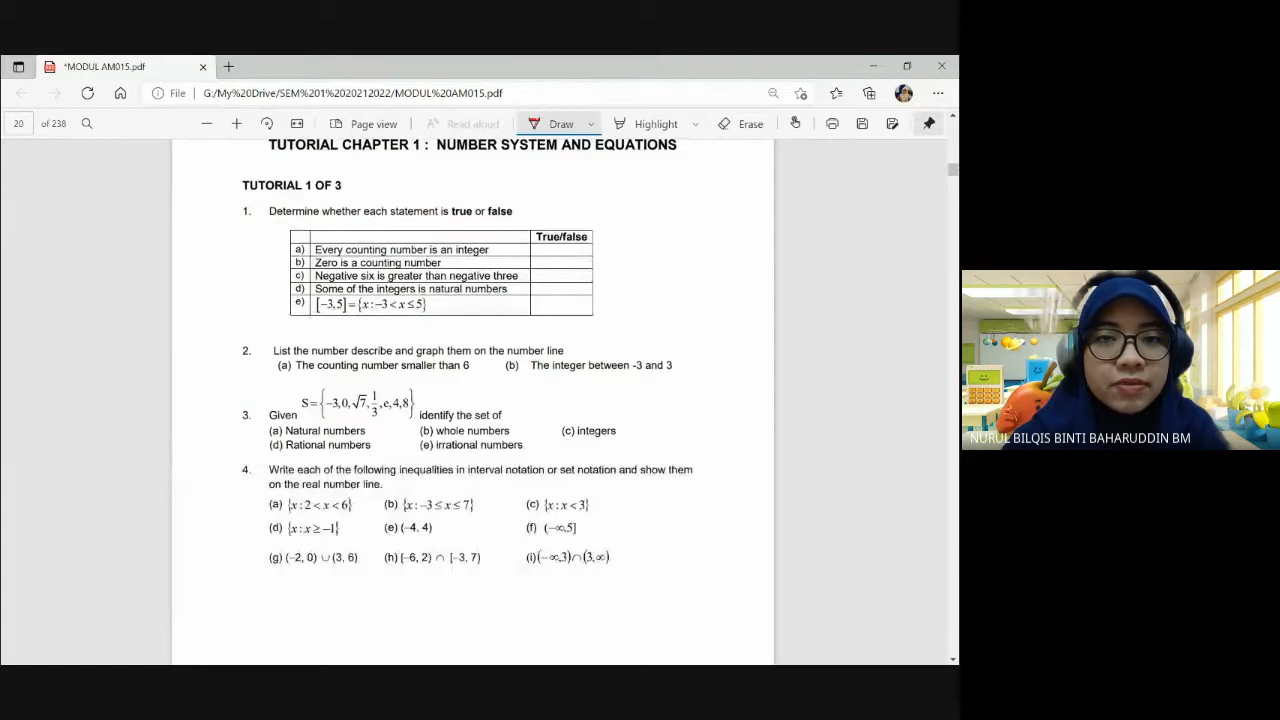 *MODUL AM015.pdf
File G:/My%20Drive/SEM%201%2020212022/MODUL%20AM015.pdf
20 of 238 Page view Read aloud Draw Highlight Erase
TUTORIAL CHAPTER 1 : NUMBER SYSTEM AND EQUATIONS
TUTORIAL 1 OF 3
1. Determine whether each statement is true or false
True/false
a) Every counting number is an integer
b) Zero is a counting number
c) Negative six is greater than negative three
d) Some of the integers is natural numbers
e) [−3,5] = {x : −3 < x ≤ 5}
2. List the number describe and graph them on the number line
(a) The counting number smaller than 6 (b) The integer between -3 and 3
3. Given S = {−3, 0, √7, 1/3, e, 4, 8} identify the set of
(a) Natural numbers (b) whole numbers (c) integers
(d) Rational numbers (e) irrational numbers
4. Write each of the following inequalities in interval notation or set notation and show them
on the real number line.
(a) {x : 2 < x < 6} (b) {x : −3 ≤ x ≤ 7} (c) {x : x < 3}
(d) {x : x ≥ −1} (e) (−4, 4) (f) (−∞,5]
(g) (−2, 0) ∪ (3, 6) (h) [−6, 2) ∩ [−3, 7) (i) (−∞,3) ∩ (3,∞)
NURUL BILQIS BINTI BAHARUDDIN BM